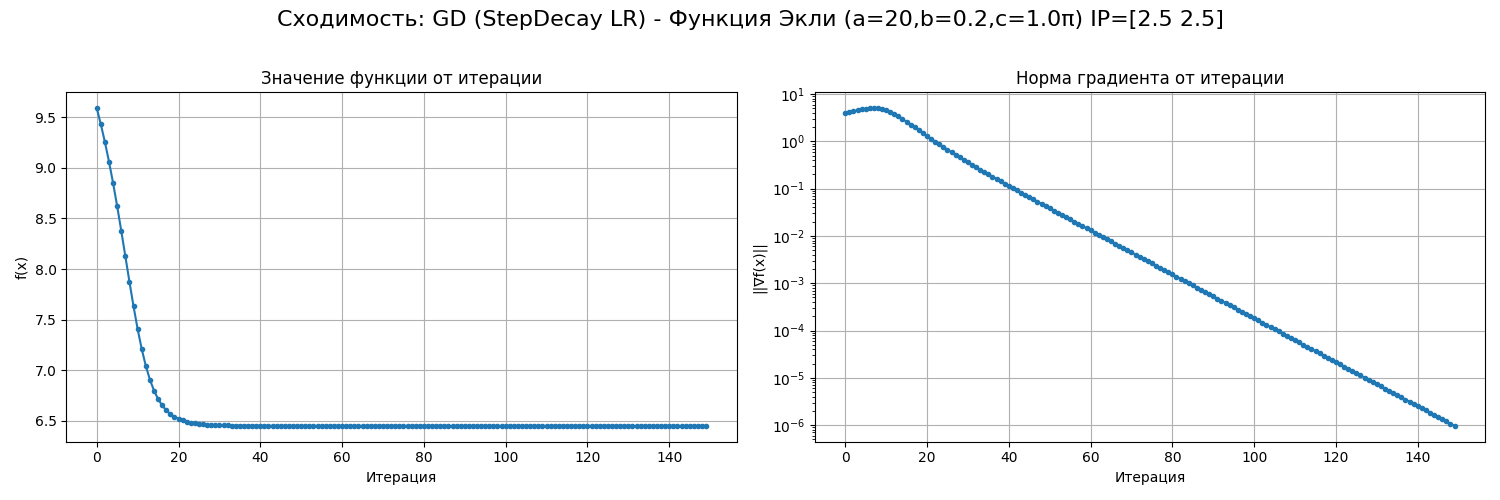 Сходимость: GD (StepDecay LR) - Функция Экли (a=20,b=0.2,c=1.0π) IP=[2.5 2.5]
Значение функции от итерации
f(x)
9.5
9.0
8.5
8.0
7.5
7.0
6.5
0 20 40 60 80 100 120 140
Итерация
Норма градиента от итерации
||∇f(x)||
10¹
10⁰
10⁻¹
10⁻²
10⁻³
10⁻⁴
10⁻⁵
10⁻⁶
0 20 40 60 80 100 120 140
Итерация